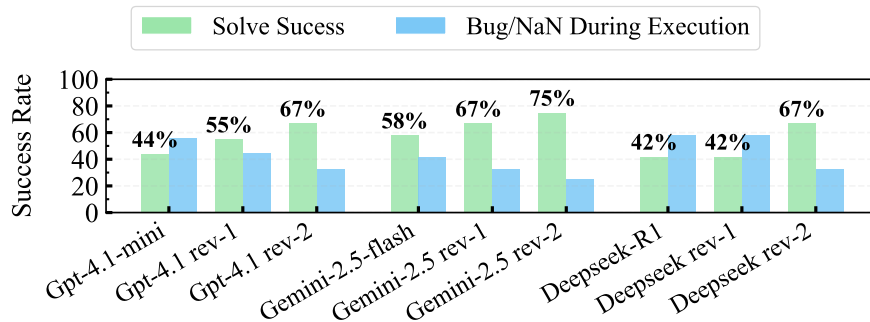 Solve Sucess
Bug/NaN During Execution
Success Rate
100
80
60
40
20
0
44%
55%
67%
58%
67%
75%
42%
42%
67%
Gpt-4.1-mini
Gpt-4.1 rev-1
Gpt-4.1 rev-2
Gemini-2.5-flash
Gemini-2.5 rev-1
Gemini-2.5 rev-2
Deepseek-R1
Deepseek rev-1
Deepseek rev-2